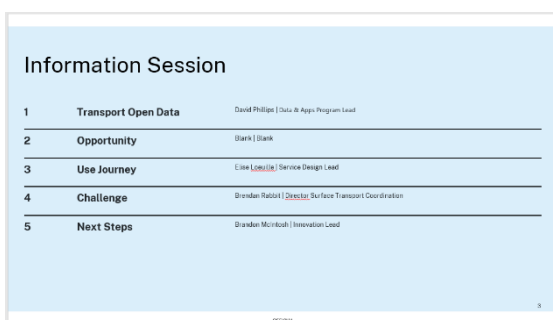 Information Session
1 Transport Open Data David Phillips | Data & Apps Program Lead
2 Opportunity Blank | Blank
3 Use Journey Elise Loeuille | Service Design Lead
4 Challenge Brendan Rabbit | Director Surface Transport Coordination
5 Next Steps Brandon McIntosh | Innovation Lead
3